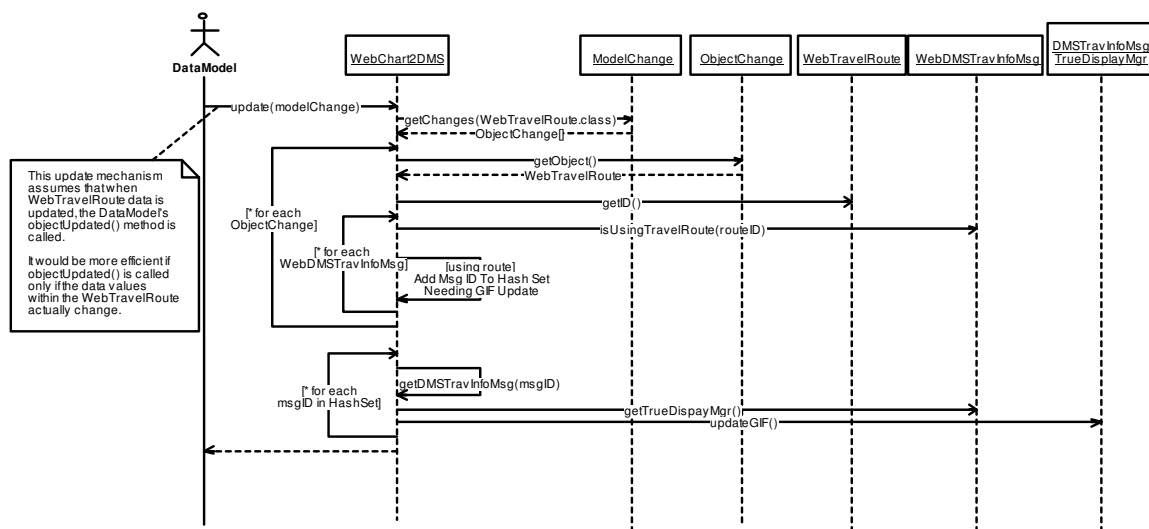 DataModel
WebChart2DMS
ModelChange
ObjectChange
WebTravelRoute
WebDMSTravInfoMsg
DMSTravInfoMsg
TrueDisplayMgr
update(modelChange)
getChanges(WebTravelRoute.class)
ObjectChange[]
getObject()
WebTravelRoute
This update mechanism
assumes that when
WebTravelRoute data is
updated, the DataModel's
objectUpdated() method is
called.
It would be more efficient if
objectUpdated() is called
only if the data values
within the WebTravelRoute
actually change.
getID()
[* for each
ObjectChange]
isUsingTravelRoute(routeID)
[* for each
WebDMSTravInfoMsg]
[using route]
Add Msg ID To Hash Set
Needing GIF Update
getDMSTravInfoMsg(msgID)
[* for each
msgID in HashSet]
getTrueDispayMgr()
updateGIF()